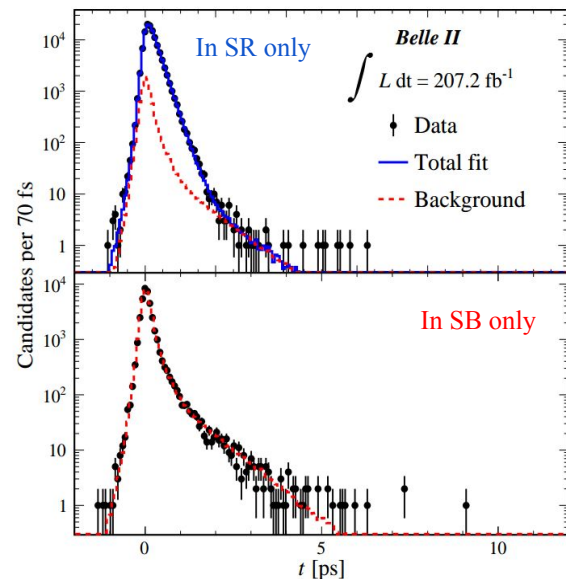 In SR only
Belle II
∫ L dt = 207.2 fb⁻¹
Data
Total fit
Background
10⁴
10³
10²
10
1
In SB only
10⁴
10³
10²
10
1
Candidates per 70 fs
0 5 10
t [ps]